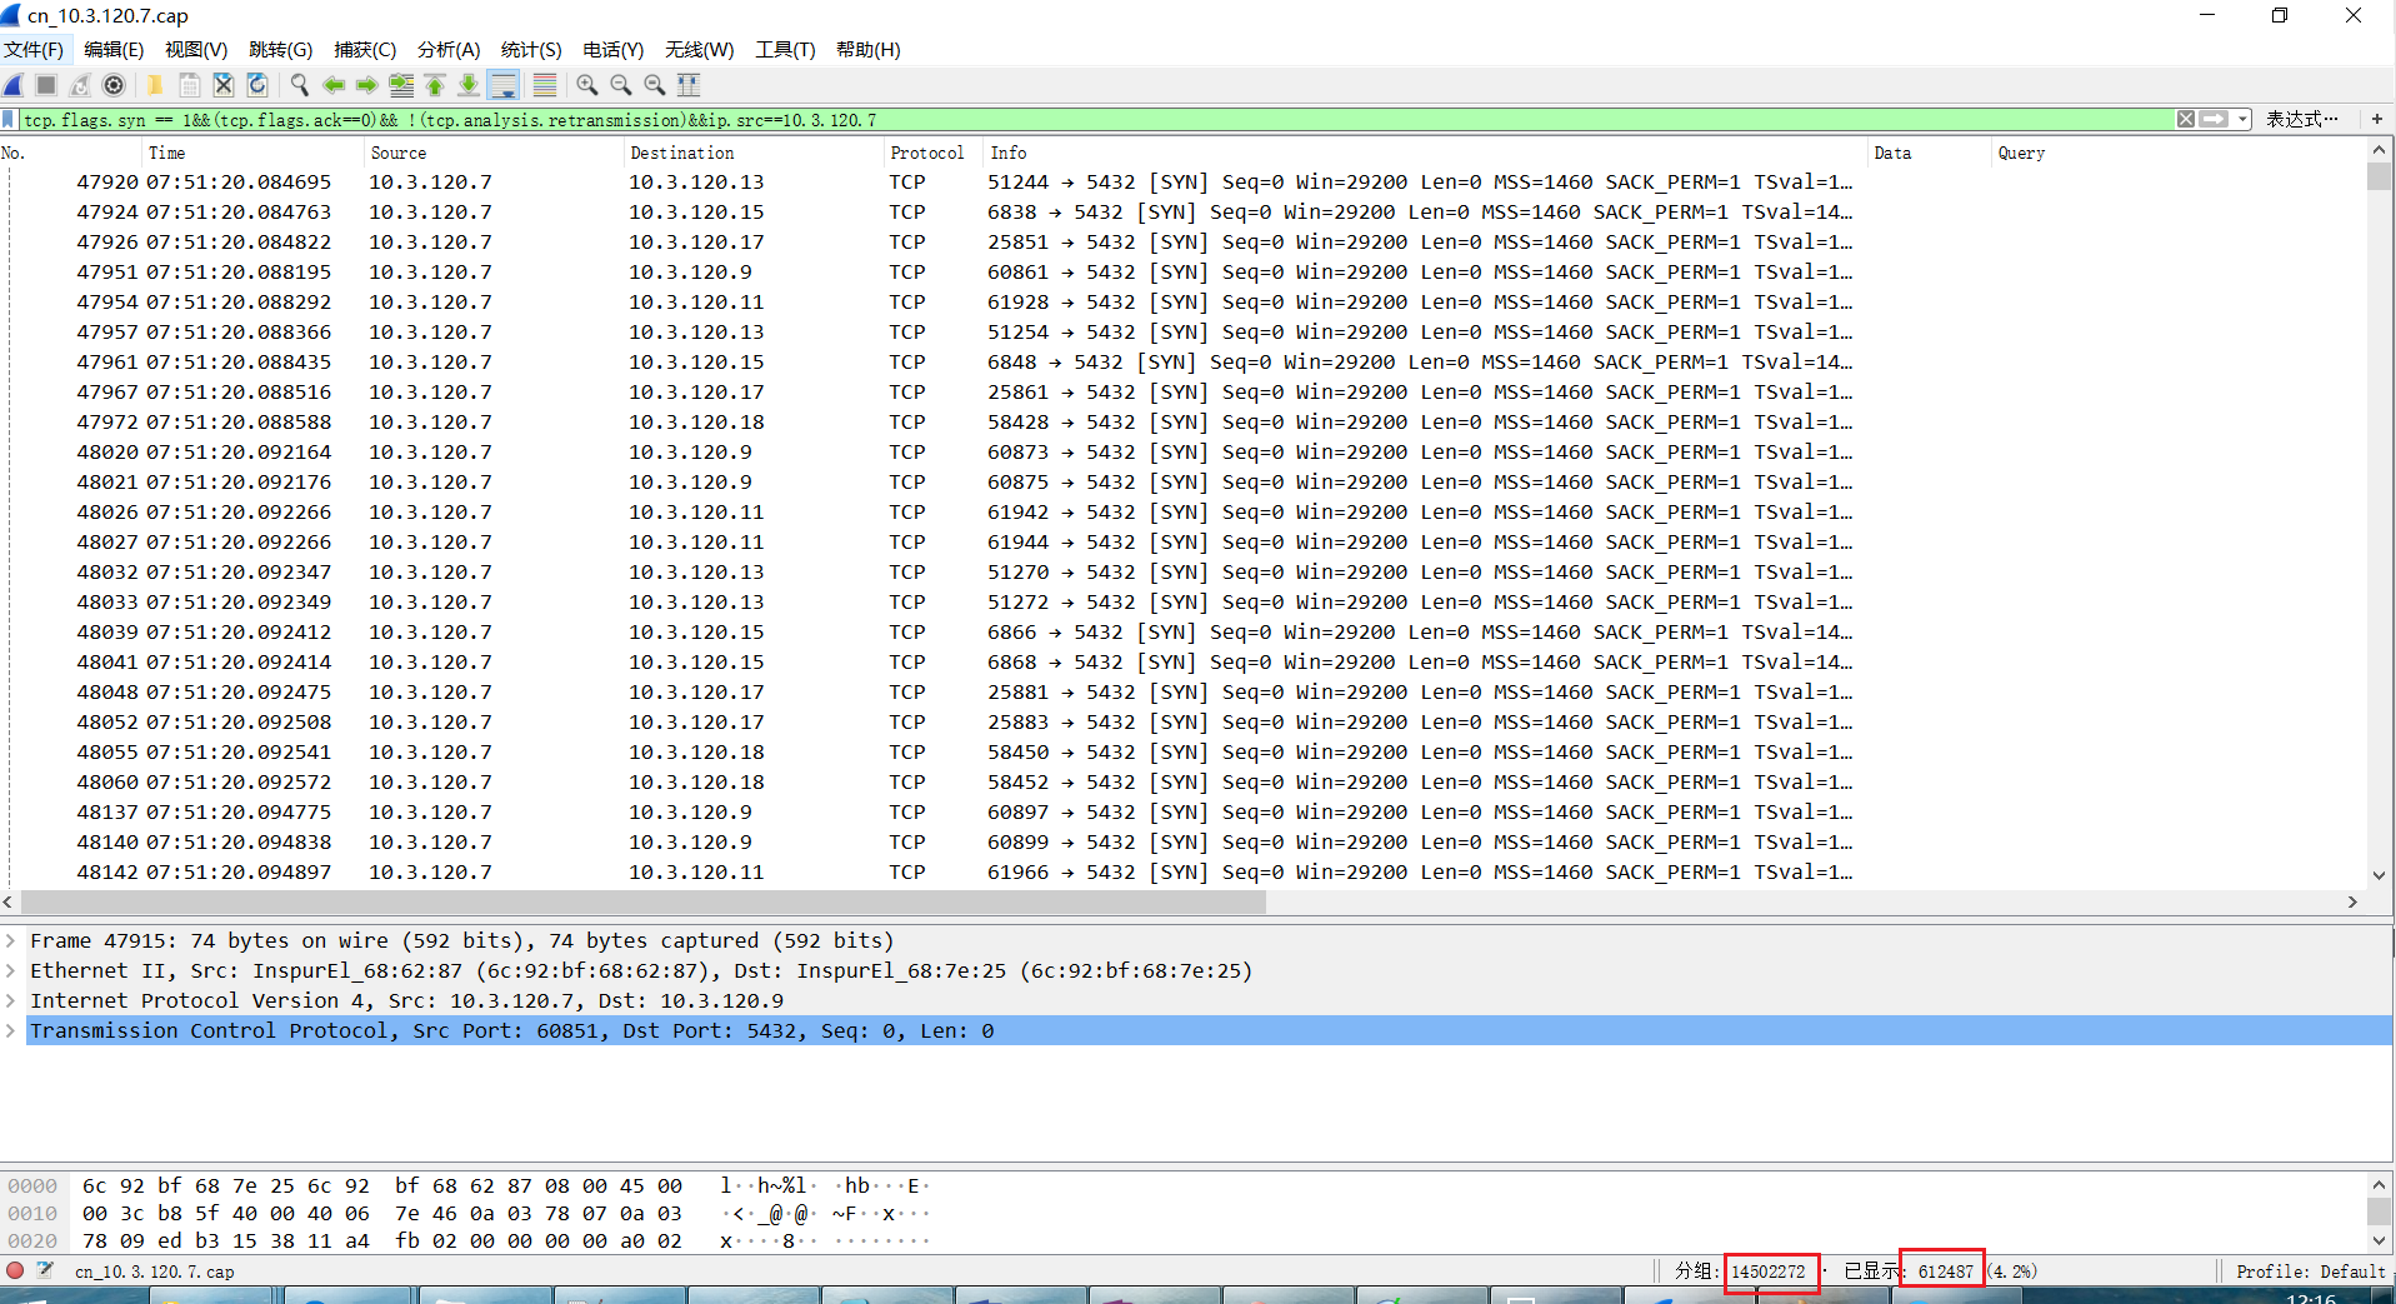 cn_10.3.120.7.cap
文件(F) 编辑(E) 视图(V) 跳转(G) 捕获(C) 分析(A) 统计(S) 电话(Y) 无线(W) 工具(T) 帮助(H)
tcp.flags.syn == 1&&(tcp.flags.ack==0)&& !(tcp.analysis.retransmission)&&ip.src==10.3.120.7 表达式… +
No. Time Source Destination Protocol Info Data Query
47920 07:51:20.084695 10.3.120.7 10.3.120.13 TCP 51244 → 5432 [SYN] Seq=0 Win=29200 Len=0 MSS=1460 SACK_PERM=1 TSval=1…
47924 07:51:20.084763 10.3.120.7 10.3.120.15 TCP 6838 → 5432 [SYN] Seq=0 Win=29200 Len=0 MSS=1460 SACK_PERM=1 TSval=14…
47926 07:51:20.084822 10.3.120.7 10.3.120.17 TCP 25851 → 5432 [SYN] Seq=0 Win=29200 Len=0 MSS=1460 SACK_PERM=1 TSval=1…
47951 07:51:20.088195 10.3.120.7 10.3.120.9 TCP 60861 → 5432 [SYN] Seq=0 Win=29200 Len=0 MSS=1460 SACK_PERM=1 TSval=1…
47954 07:51:20.088292 10.3.120.7 10.3.120.11 TCP 61928 → 5432 [SYN] Seq=0 Win=29200 Len=0 MSS=1460 SACK_PERM=1 TSval=1…
47957 07:51:20.088366 10.3.120.7 10.3.120.13 TCP 51254 → 5432 [SYN] Seq=0 Win=29200 Len=0 MSS=1460 SACK_PERM=1 TSval=1…
47961 07:51:20.088435 10.3.120.7 10.3.120.15 TCP 6848 → 5432 [SYN] Seq=0 Win=29200 Len=0 MSS=1460 SACK_PERM=1 TSval=14…
47967 07:51:20.088516 10.3.120.7 10.3.120.17 TCP 25861 → 5432 [SYN] Seq=0 Win=29200 Len=0 MSS=1460 SACK_PERM=1 TSval=1…
47972 07:51:20.088588 10.3.120.7 10.3.120.18 TCP 58428 → 5432 [SYN] Seq=0 Win=29200 Len=0 MSS=1460 SACK_PERM=1 TSval=1…
48020 07:51:20.092164 10.3.120.7 10.3.120.9 TCP 60873 → 5432 [SYN] Seq=0 Win=29200 Len=0 MSS=1460 SACK_PERM=1 TSval=1…
48021 07:51:20.092176 10.3.120.7 10.3.120.9 TCP 60875 → 5432 [SYN] Seq=0 Win=29200 Len=0 MSS=1460 SACK_PERM=1 TSval=1…
48026 07:51:20.092266 10.3.120.7 10.3.120.11 TCP 61942 → 5432 [SYN] Seq=0 Win=29200 Len=0 MSS=1460 SACK_PERM=1 TSval=1…
48027 07:51:20.092266 10.3.120.7 10.3.120.11 TCP 61944 → 5432 [SYN] Seq=0 Win=29200 Len=0 MSS=1460 SACK_PERM=1 TSval=1…
48032 07:51:20.092347 10.3.120.7 10.3.120.13 TCP 51270 → 5432 [SYN] Seq=0 Win=29200 Len=0 MSS=1460 SACK_PERM=1 TSval=1…
48033 07:51:20.092349 10.3.120.7 10.3.120.13 TCP 51272 → 5432 [SYN] Seq=0 Win=29200 Len=0 MSS=1460 SACK_PERM=1 TSval=1…
48039 07:51:20.092412 10.3.120.7 10.3.120.15 TCP 6866 → 5432 [SYN] Seq=0 Win=29200 Len=0 MSS=1460 SACK_PERM=1 TSval=14…
48041 07:51:20.092414 10.3.120.7 10.3.120.15 TCP 6868 → 5432 [SYN] Seq=0 Win=29200 Len=0 MSS=1460 SACK_PERM=1 TSval=14…
48048 07:51:20.092475 10.3.120.7 10.3.120.17 TCP 25881 → 5432 [SYN] Seq=0 Win=29200 Len=0 MSS=1460 SACK_PERM=1 TSval=1…
48052 07:51:20.092508 10.3.120.7 10.3.120.17 TCP 25883 → 5432 [SYN] Seq=0 Win=29200 Len=0 MSS=1460 SACK_PERM=1 TSval=1…
48055 07:51:20.092541 10.3.120.7 10.3.120.18 TCP 58450 → 5432 [SYN] Seq=0 Win=29200 Len=0 MSS=1460 SACK_PERM=1 TSval=1…
48060 07:51:20.092572 10.3.120.7 10.3.120.18 TCP 58452 → 5432 [SYN] Seq=0 Win=29200 Len=0 MSS=1460 SACK_PERM=1 TSval=1…
48137 07:51:20.094775 10.3.120.7 10.3.120.9 TCP 60897 → 5432 [SYN] Seq=0 Win=29200 Len=0 MSS=1460 SACK_PERM=1 TSval=1…
48140 07:51:20.094838 10.3.120.7 10.3.120.9 TCP 60899 → 5432 [SYN] Seq=0 Win=29200 Len=0 MSS=1460 SACK_PERM=1 TSval=1…
48142 07:51:20.094897 10.3.120.7 10.3.120.11 TCP 61966 → 5432 [SYN] Seq=0 Win=29200 Len=0 MSS=1460 SACK_PERM=1 TSval=1…
Frame 47915: 74 bytes on wire (592 bits), 74 bytes captured (592 bits)
Ethernet II, Src: InspurEl_68:62:87 (6c:92:bf:68:62:87), Dst: InspurEl_68:7e:25 (6c:92:bf:68:7e:25)
Internet Protocol Version 4, Src: 10.3.120.7, Dst: 10.3.120.9
Transmission Control Protocol, Src Port: 60851, Dst Port: 5432, Seq: 0, Len: 0
0000 6c 92 bf 68 7e 25 6c 92 bf 68 62 87 08 00 45 00 l··h~%l· ·hb···E·
0010 00 3c b8 5f 40 00 40 06 7e 46 0a 03 78 07 0a 03 ·<·_@·@· ~F··x···
0020 78 09 ed b3 15 38 11 a4 fb 02 00 00 00 00 a0 02 x····8·· ········
cn_10.3.120.7.cap 分组: 14502272 · 已显示: 612487 (4.2%) Profile: Default
12:16